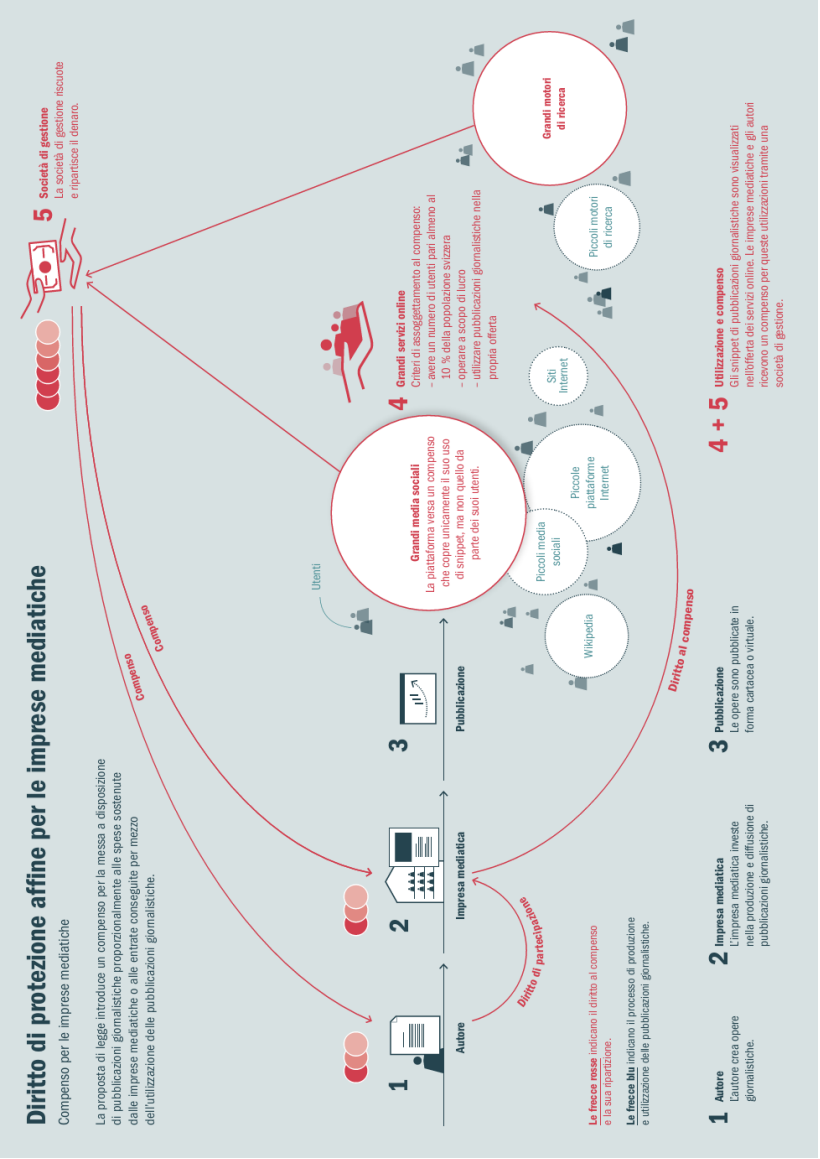 Diritto di protezione affine per le imprese mediatiche
Compenso per le imprese mediatiche
La proposta di legge introduce un compenso per la messa a disposizione
di pubblicazioni giornalistiche proporzionalmente alle spese sostenute
dalle imprese mediatiche o alle entrate conseguite per mezzo
dell'utilizzazione delle pubblicazioni giornalistiche.
5 Società di gestione
La società di gestione riscuote
e ripartisce il denaro.
Compenso
Compenso
1
Autore
2
Impresa mediatica
3
Pubblicazione
Utenti
Grandi media sociali
La piattaforma versa un compenso
che copre unicamente il suo uso
di snippet, ma non quello da
parte dei suoi utenti.
4 Grandi servizi online
Criteri di assoggettamento al compenso:
– avere un numero di utenti pari almeno al
10 % della popolazione svizzera
– operare a scopo di lucro
– utilizzare pubblicazioni giornalistiche nella
propria offerta
Grandi motori
di ricerca
Piccoli motori
di ricerca
Siti
Internet
Piccole
piattaforme
Internet
Piccoli media
sociali
Wikipedia
Diritto di partecipazione
Diritto al compenso
Le frecce rosse indicano il diritto al compenso
e la sua ripartizione.
Le frecce blu indicano il processo di produzione
e utilizzazione delle pubblicazioni giornalistiche.
1 Autore
L'autore crea opere
giornalistiche.
2 Impresa mediatica
L'impresa mediatica investe
nella produzione e diffusione di
pubblicazioni giornalistiche.
3 Pubblicazione
Le opere sono pubblicate in
forma cartacea o virtuale.
4 + 5 Utilizzazione e compenso
Gli snippet di pubblicazioni giornalistiche sono visualizzati
nell'offerta dei servizi online. Le imprese mediatiche e gli autori
ricevono un compenso per queste utilizzazioni tramite una
società di gestione.